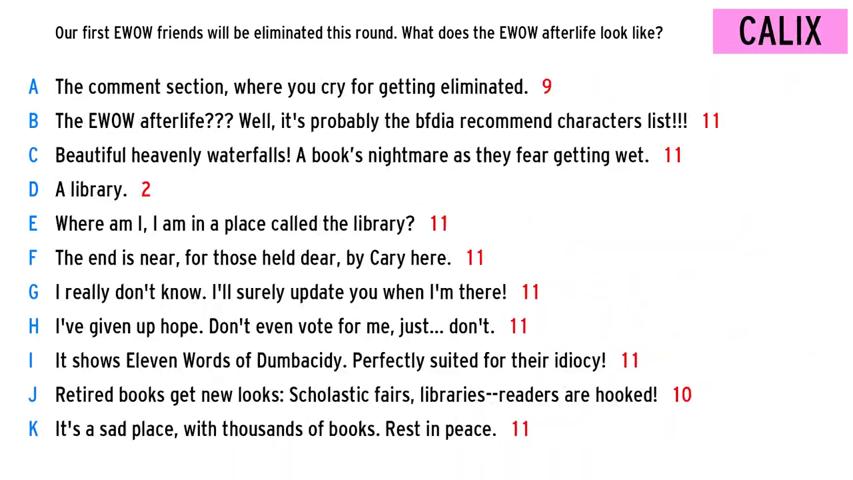 Our first EWOW friends will be eliminated this round. What does the EWOW afterlife look like?
CALIX
A The comment section, where you cry for getting eliminated. 9
B The EWOW afterlife??? Well, it's probably the bfdia recommend characters list!!! 11
C Beautiful heavenly waterfalls! A book's nightmare as they fear getting wet. 11
D A library. 2
E Where am I, I am in a place called the library? 11
F The end is near, for those held dear, by Cary here. 11
G I really don't know. I'll surely update you when I'm there! 11
H I've given up hope. Don't even vote for me, just... don't. 11
I It shows Eleven Words of Dumbacidy. Perfectly suited for their idiocy! 11
J Retired books get new looks: Scholastic fairs, libraries--readers are hooked! 10
K It's a sad place, with thousands of books. Rest in peace. 11